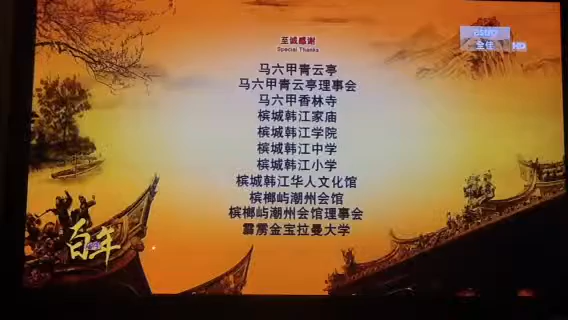 astro
全佳 HD
至诚感谢
Special Thanks
马六甲青云亭
马六甲青云亭理事会
马六甲香林寺
槟城韩江家庙
槟城韩江学院
槟城韩江中学
槟城韩江小学
槟城韩江华人文化馆
槟榔屿潮州会馆
槟榔屿潮州会馆理事会
霹雳金宝拉曼大学
百年